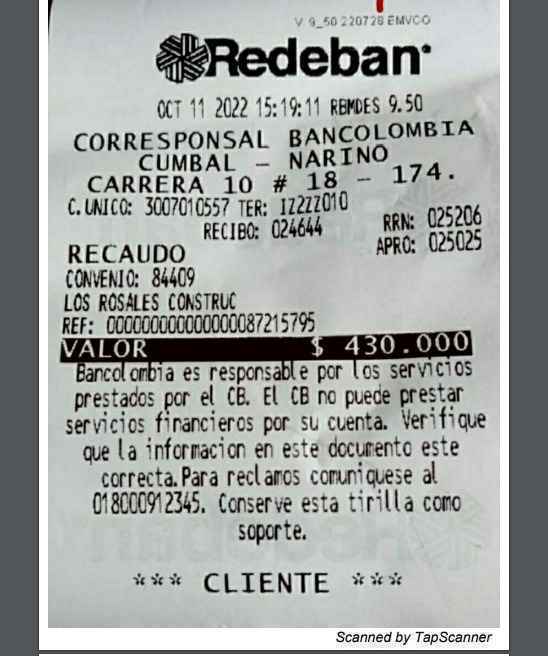 V 9_50 220728 EMVCO
Redeban
OCT 11 2022 15:19:11 RBMDES 9.50
CORRESPONSAL BANCOLOMBIA
CUMBAL - NARINO
CARRERA 10 # 18 - 174.
C.UNICO: 3007010557 TER: IZZZZ010
RECIBO: 024644 RRN: 025206
RECAUDO APRO: 025025
CONVENIO: 84409
LOS ROSALES CONSTRUC
REF: 00000000000000087215795
VALOR $ 430.000
Bancolombia es responsable por los servicios
prestados por el CB. El CB no puede prestar
servicios financieros por su cuenta. Verifique
que la informacion en este documento este
correcta.Para reclamos comuniquese al
018000912345. Conserve esta tirilla como
soporte.
*** CLIENTE ***
Scanned by TapScanner